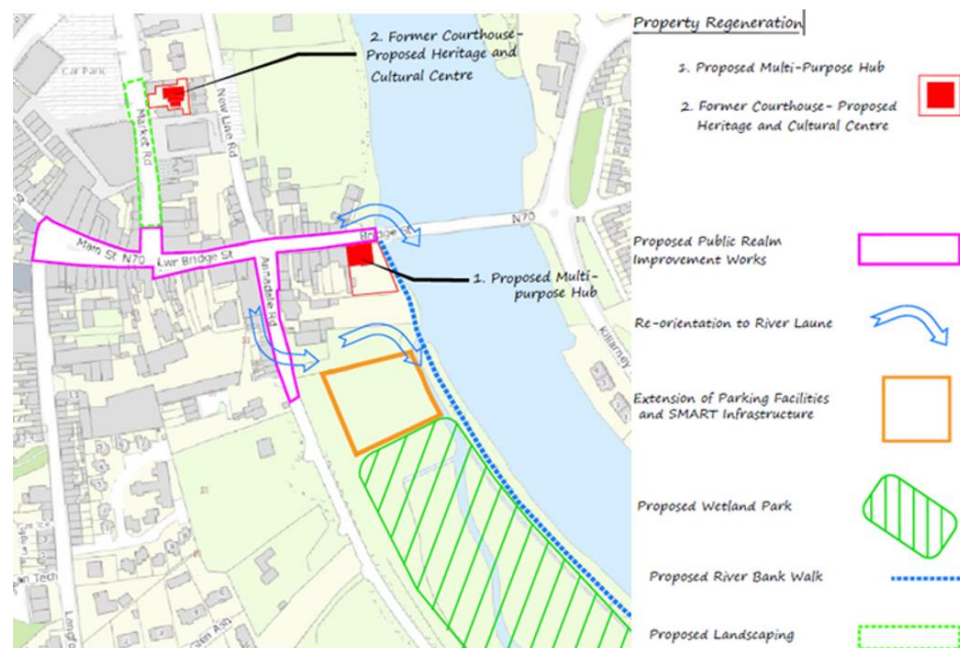 2. Former Courthouse-
Proposed Heritage and
Cultural Centre
Car Park
Market Rd
New Line Rd
Main St N70
Lwr Bridge St
Bridge St
N70
St
Annadale Rd
1. Proposed Multi-
purpose Hub
Killarney
Property Regeneration
1. Proposed Multi-Purpose Hub
2. Former Courthouse- Proposed
Heritage and Cultural Centre
Proposed Public Realm
Improvement Works
Re-orientation to River Laune
Extension of Parking Facilities
and SMART Infrastructure
Proposed Wetland Park
Proposed River Bank Walk
Proposed Landscaping
Tech
Ash